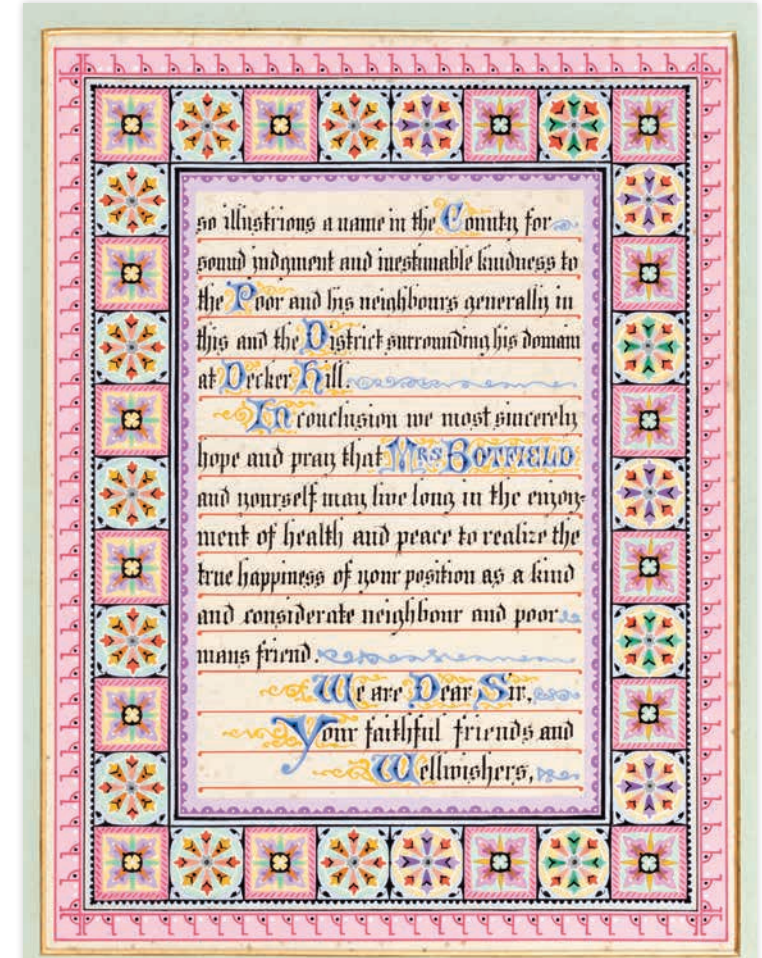 so illustrious a name in the County for
sound judgment and inestimable kindness to
the Poor and his neighbours generally in
this and the District surrounding his domain
at Decker Hill.
In conclusion we most sincerely
hope and pray that MRS BOTFIELD
and yourself may live long in the enjoy-
ment of health and peace to realize the
true happiness of your position as a kind
and considerate neighbour and poor
mans friend.
We are Dear Sir,
Your faithful friends and
Wellwishers,